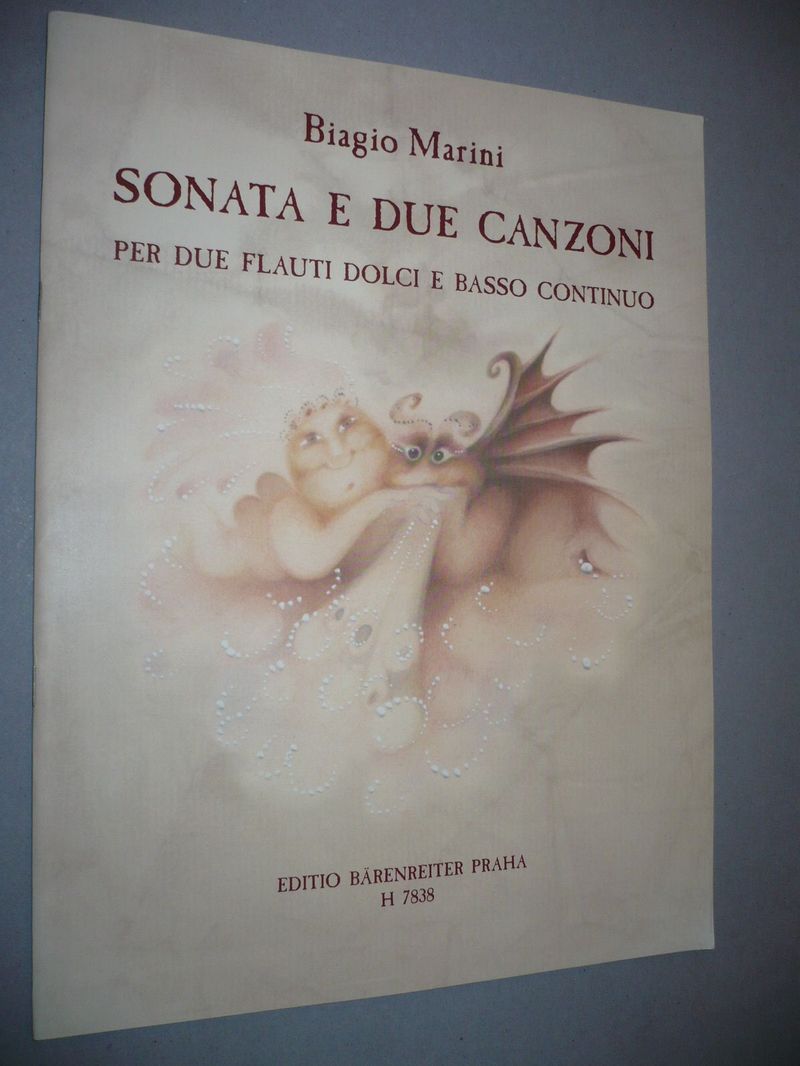 Biagio Marini
SONATA E DUE CANZONI
PER DUE FLAUTI DOLCI E BASSO CONTINUO
EDITIO BÄRENREITER PRAHA
H 7838